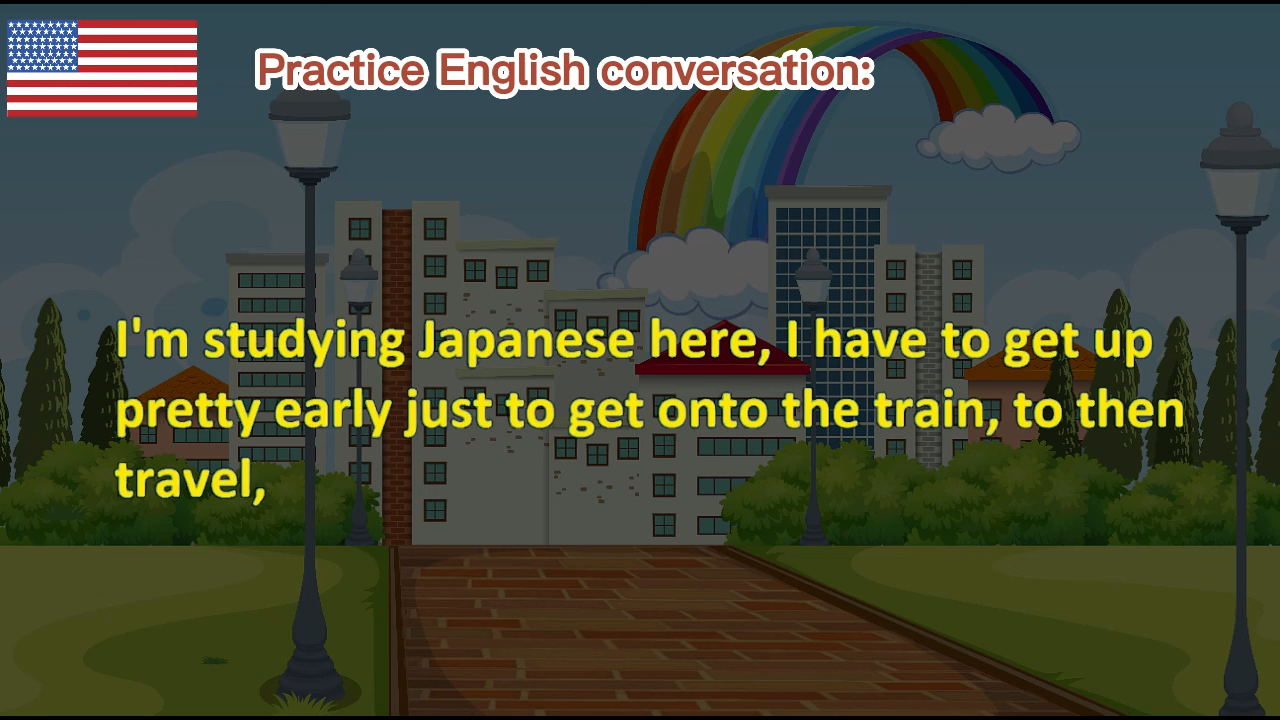 Practice English conversation:
I'm studying Japanese here, I have to get up
pretty early just to get onto the train, to then
travel,